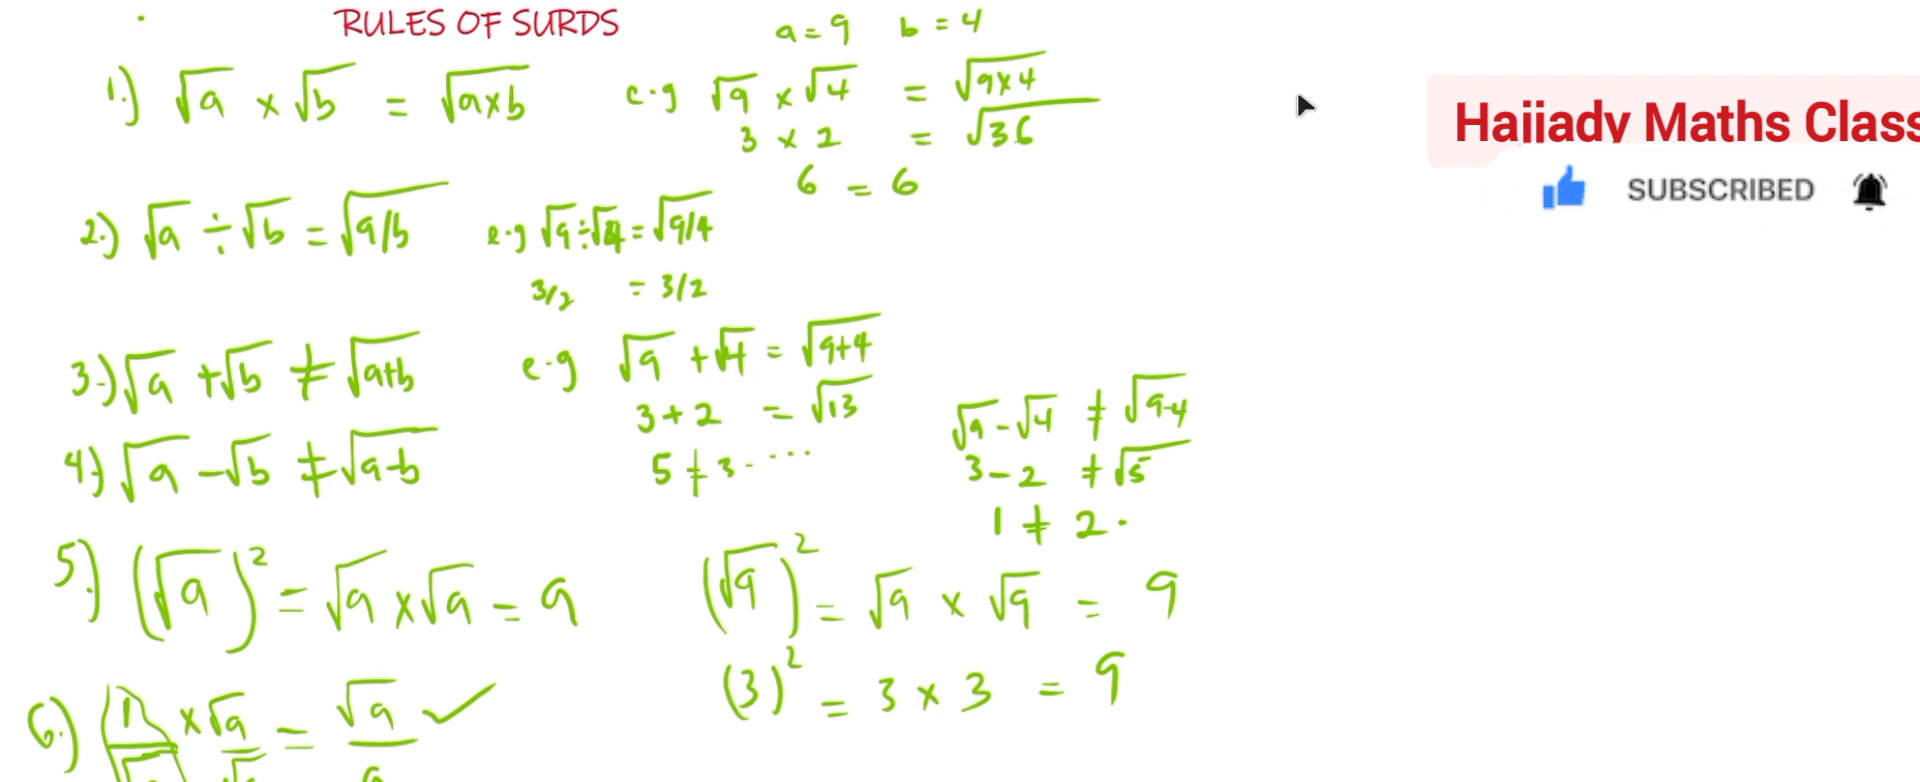 RULES OF SURDS
a = 9 b = 4
1.) √a × √b = √a×b e.g √9 × √4 = √9×4
3 × 2 = √36
6 = 6
2.) √a ÷ √b = √a/b e.g √9 ÷ √4 = √9/4
3/2 = 3/2
3.) √a + √b ≠ √a+b e.g √9 + √4 = √9+4
3 + 2 = √13
5 ≠ 3 . ...
4.) √a - √b ≠ √a-b
√9 - √4 ≠ √9-4
3 - 2 ≠ √5
1 ≠ 2 .
5.) (√a)² = √a × √a = a (√9)² = √9 × √9 = 9
(3)² = 3 × 3 = 9
6.) 1 × √a = √a ✓
Hajjady Maths Class
SUBSCRIBED